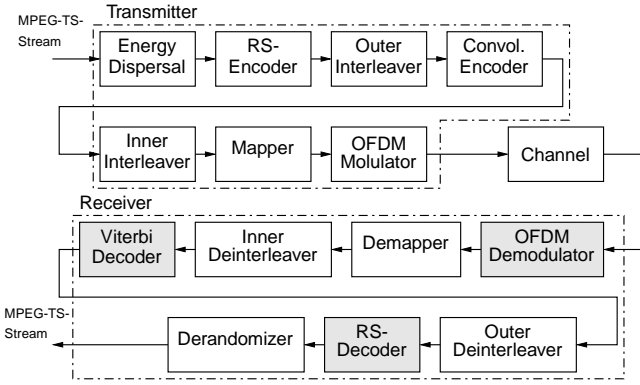 Transmitter
MPEG-TS-
Stream
Energy
Dispersal
RS-
Encoder
Outer
Interleaver
Convol.
Encoder
Inner
Interleaver
Mapper
OFDM
Molulator
Channel
Receiver
Viterbi
Decoder
Inner
Deinterleaver
Demapper
OFDM
Demodulator
MPEG-TS-
Stream
Derandomizer
RS-
Decoder
Outer
Deinterleaver